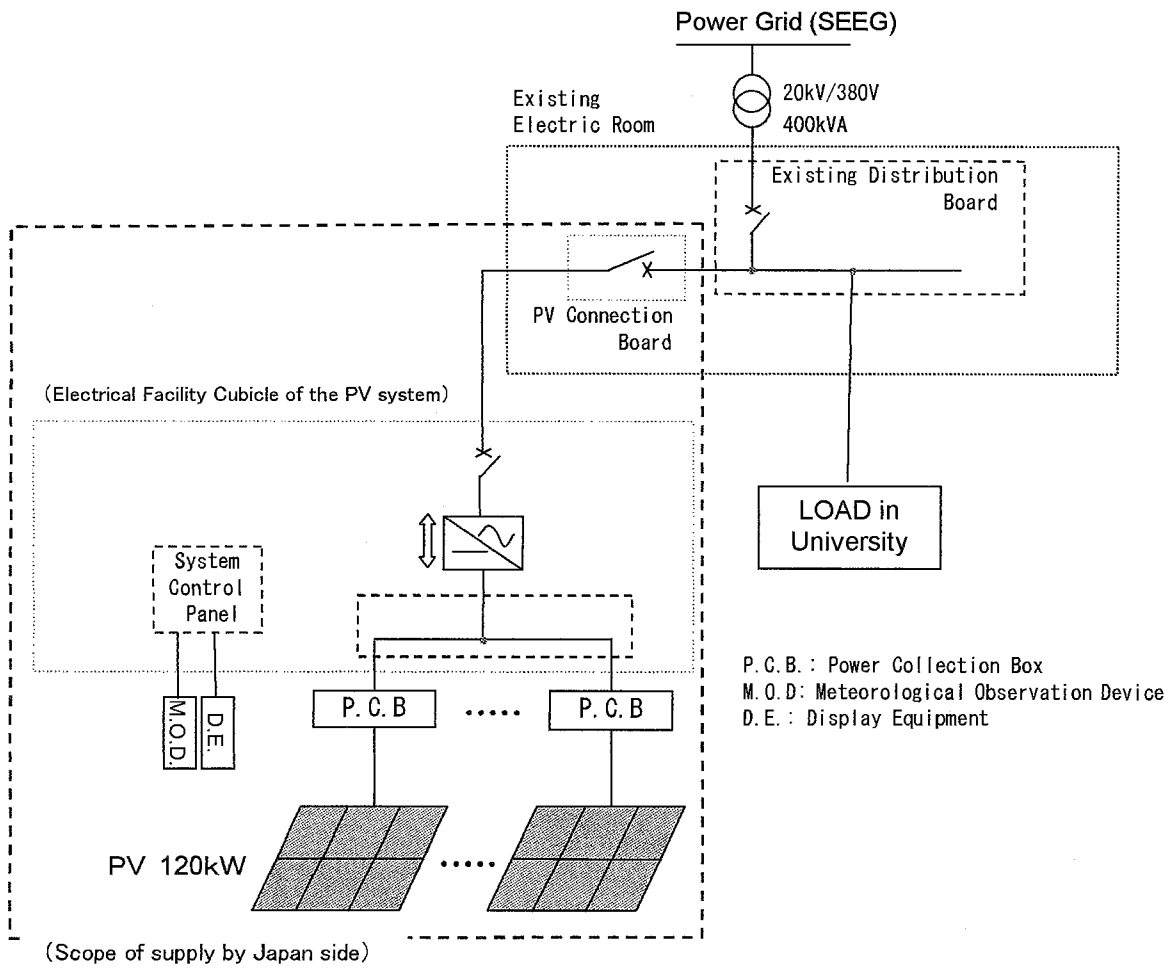 Power Grid (SEEG)
20kV/380V
400kVA
Existing
Electric Room
Existing Distribution
Board
PV Connection
Board
(Electrical Facility Cubicle of the PV system)
LOAD in
University
System
Control
Panel
M.O.D.
D.E.
P.C.B
.....
P.C.B
P.C.B.: Power Collection Box
M.O.D: Meteorological Observation Device
D.E.: Display Equipment
PV 120kW
.....
(Scope of supply by Japan side)